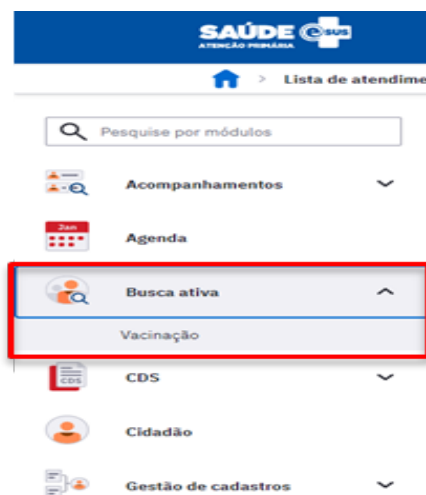 SAÚDE e-SUS
ATENÇÃO PRIMÁRIA
> Lista de atendime
Pesquise por módulos
Acompanhamentos
Jan
Agenda
Busca ativa
Vacinação
CDS
CDS
Cidadão
Gestão de cadastros